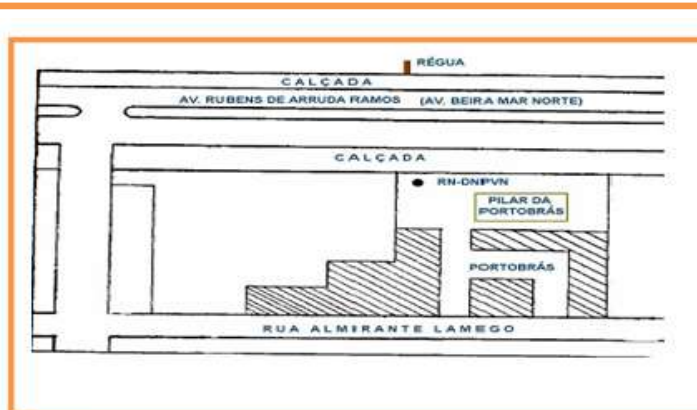 RÉGUA
CALÇADA
AV. RUBENS DE ARRUDA RAMOS (AV. BEIRA MAR NORTE)
CALÇADA
RN-DNPVN
PILAR DA
PORTOBRÁS
PORTOBRÁS
RUA ALMIRANTE LAMEGO